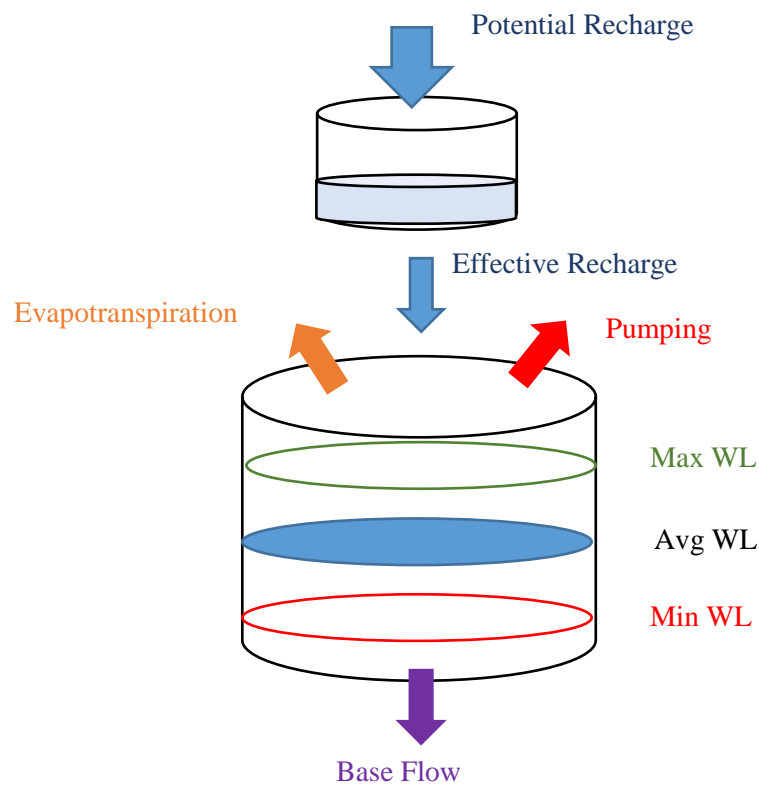 Potential Recharge
Effective Recharge
Evapotranspiration
Pumping
Max WL
Avg WL
Min WL
Base Flow